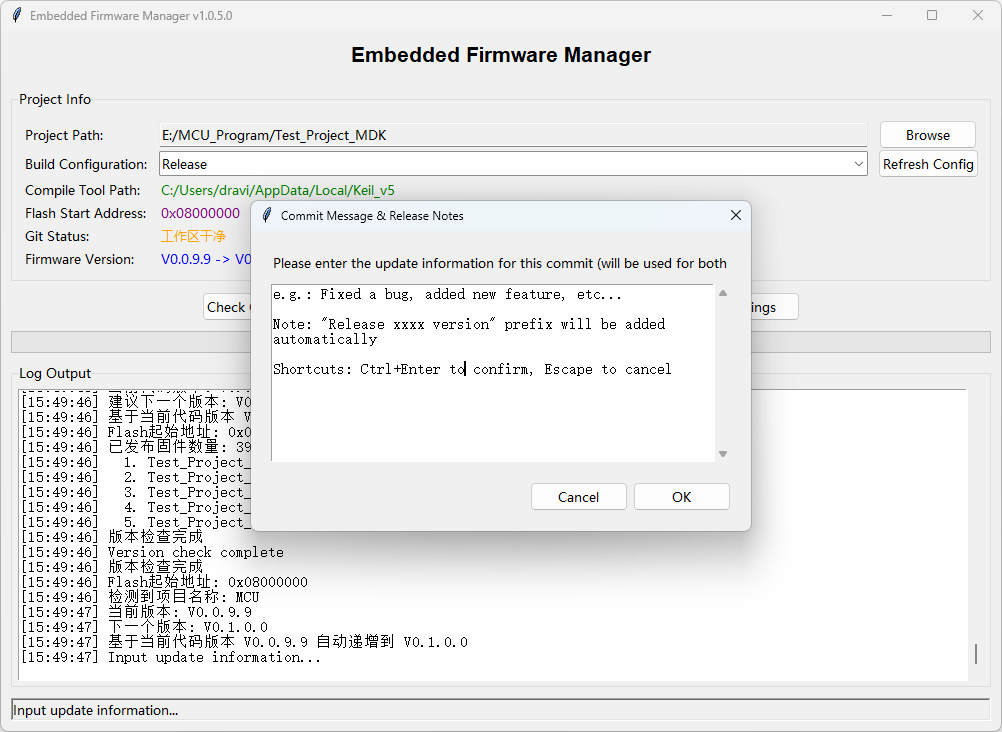 Embedded Firmware Manager v1.0.5.0
Embedded Firmware Manager
Project Info
Project Path: E:/MCU_Program/Test_Project_MDK Browse
Build Configuration: Release Refresh Config
Compile Tool Path: C:/Users/dravi/AppData/Local/Keil_v5
Flash Start Address: 0x08000000
Git Status: 工作区干净
Firmware Version: V0.0.9.9 -> V0
Check
Commit Message & Release Notes
Please enter the update information for this commit (will be used for both
e.g.: Fixed a bug, added new feature, etc...
Note: "Release xxxx version" prefix will be added
automatically
Shortcuts: Ctrl+Enter to confirm, Escape to cancel
Cancel OK
ings
Log Output
[15:49:46] 建议下一个版本: V0
[15:49:46] 基于当前代码版本 V
[15:49:46] Flash起始地址: 0x0
[15:49:46] 已发布固件数量: 39
[15:49:46] 1. Test_Project_
[15:49:46] 2. Test_Project_
[15:49:46] 3. Test_Project_
[15:49:46] 4. Test_Project_
[15:49:46] 5. Test_Project_
[15:49:46] 版本检查完成
[15:49:46] Version check complete
[15:49:46] 版本检查完成
[15:49:46] Flash起始地址: 0x08000000
[15:49:46] 检测到项目名称: MCU
[15:49:47] 当前版本: V0.0.9.9
[15:49:47] 下一个版本: V0.1.0.0
[15:49:47] 基于当前代码版本 V0.0.9.9 自动递增到 V0.1.0.0
[15:49:47] Input update information...
Input update information...